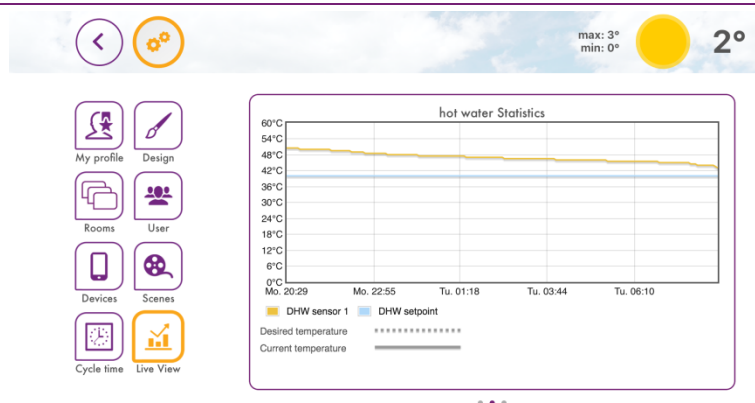 max: 3°
min: 0°
2°
My profile
Design
Rooms
User
Devices
Scenes
Cycle time
Live View
hot water Statistics
60°C
54°C
48°C
42°C
36°C
30°C
24°C
18°C
12°C
6°C
0°C
Mo. 20:29 Mo. 22:55 Tu. 01:18 Tu. 03:44 Tu. 06:10
DHW sensor 1 DHW setpoint
Desired temperature
Current temperature